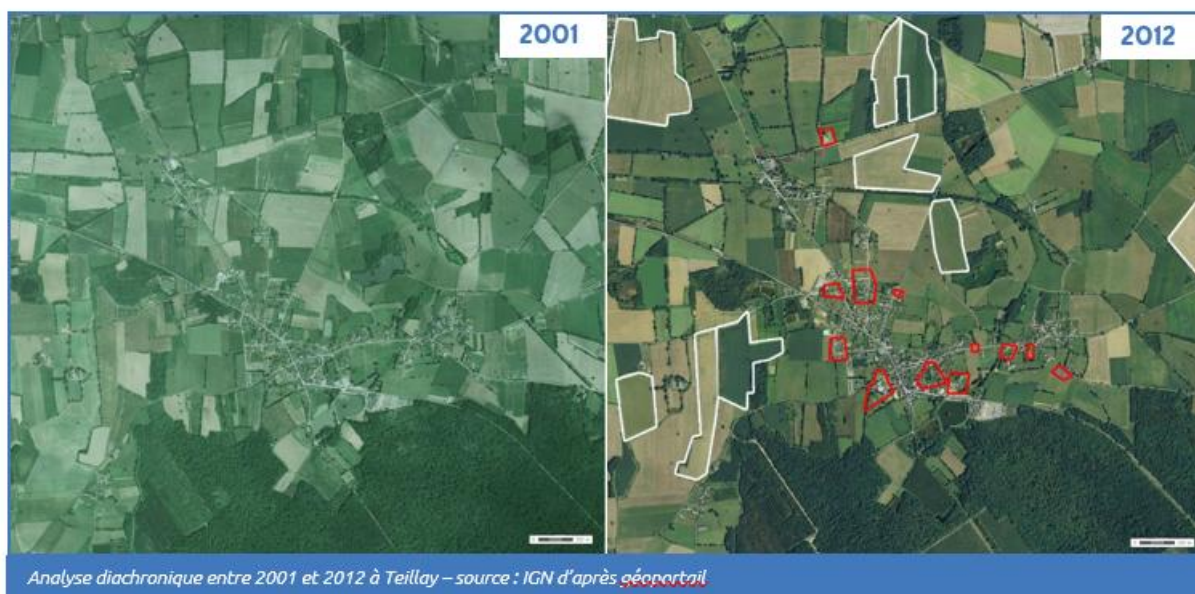 2001
2012
Analyse diachronique entre 2001 et 2012 à Teillay – source : IGN d'après géoportail